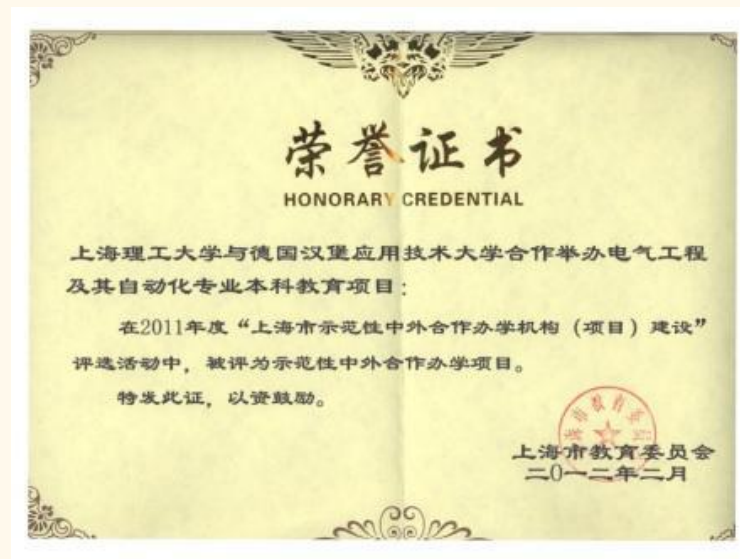 荣誉证书
HONORARY CREDENTIAL
上海理工大学与德国汉堡应用技术大学合作举办电气工程
及其自动化专业本科教育项目：
在2011年度“上海市示范性中外合作办学机构（项目）建设”
评选活动中，被评为示范性中外合作办学项目。
特发此证，以资鼓励。
上海市教育委员会
二0一二年二月